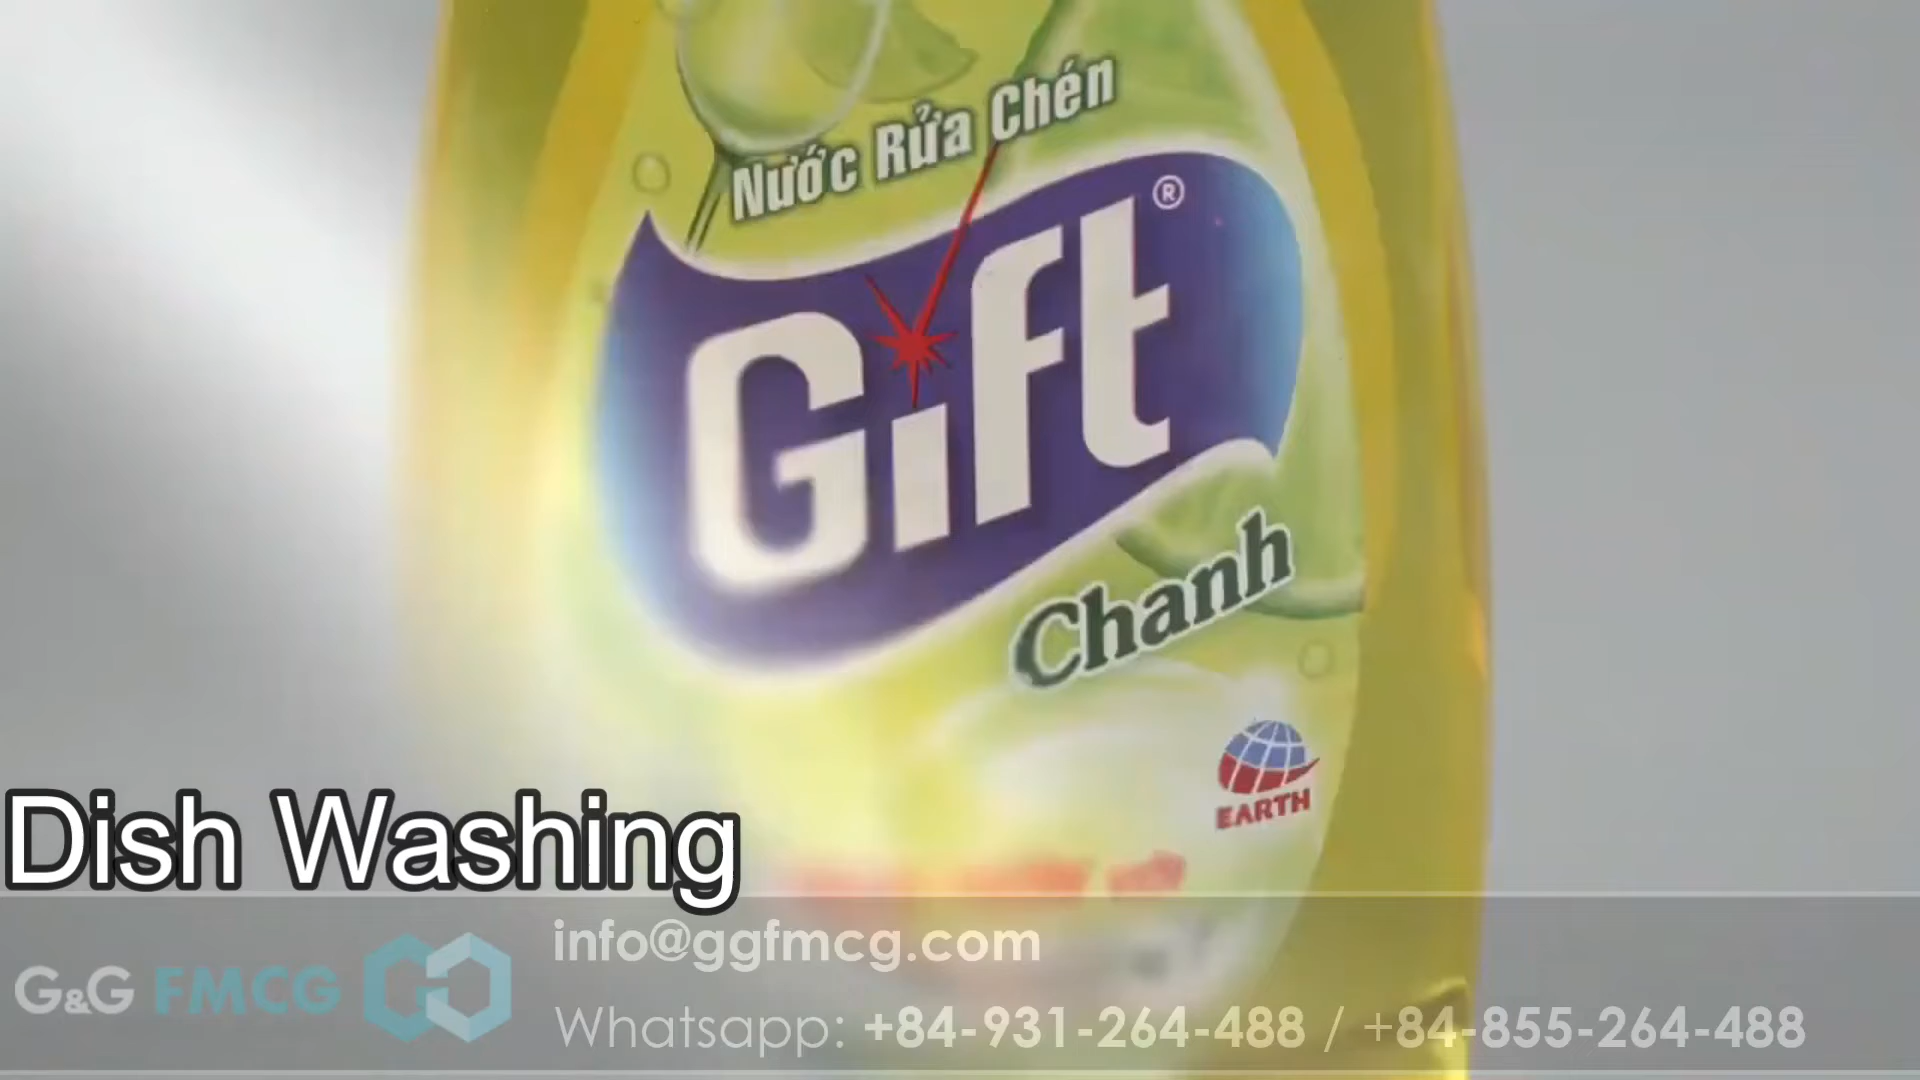 Nước Rửa Chén
Gift®
Chanh
EARTH
Dish Washing
G&G FMCG
info@ggfmcg.com
Whatsapp: +84-931-264-488 / +84-855-264-488